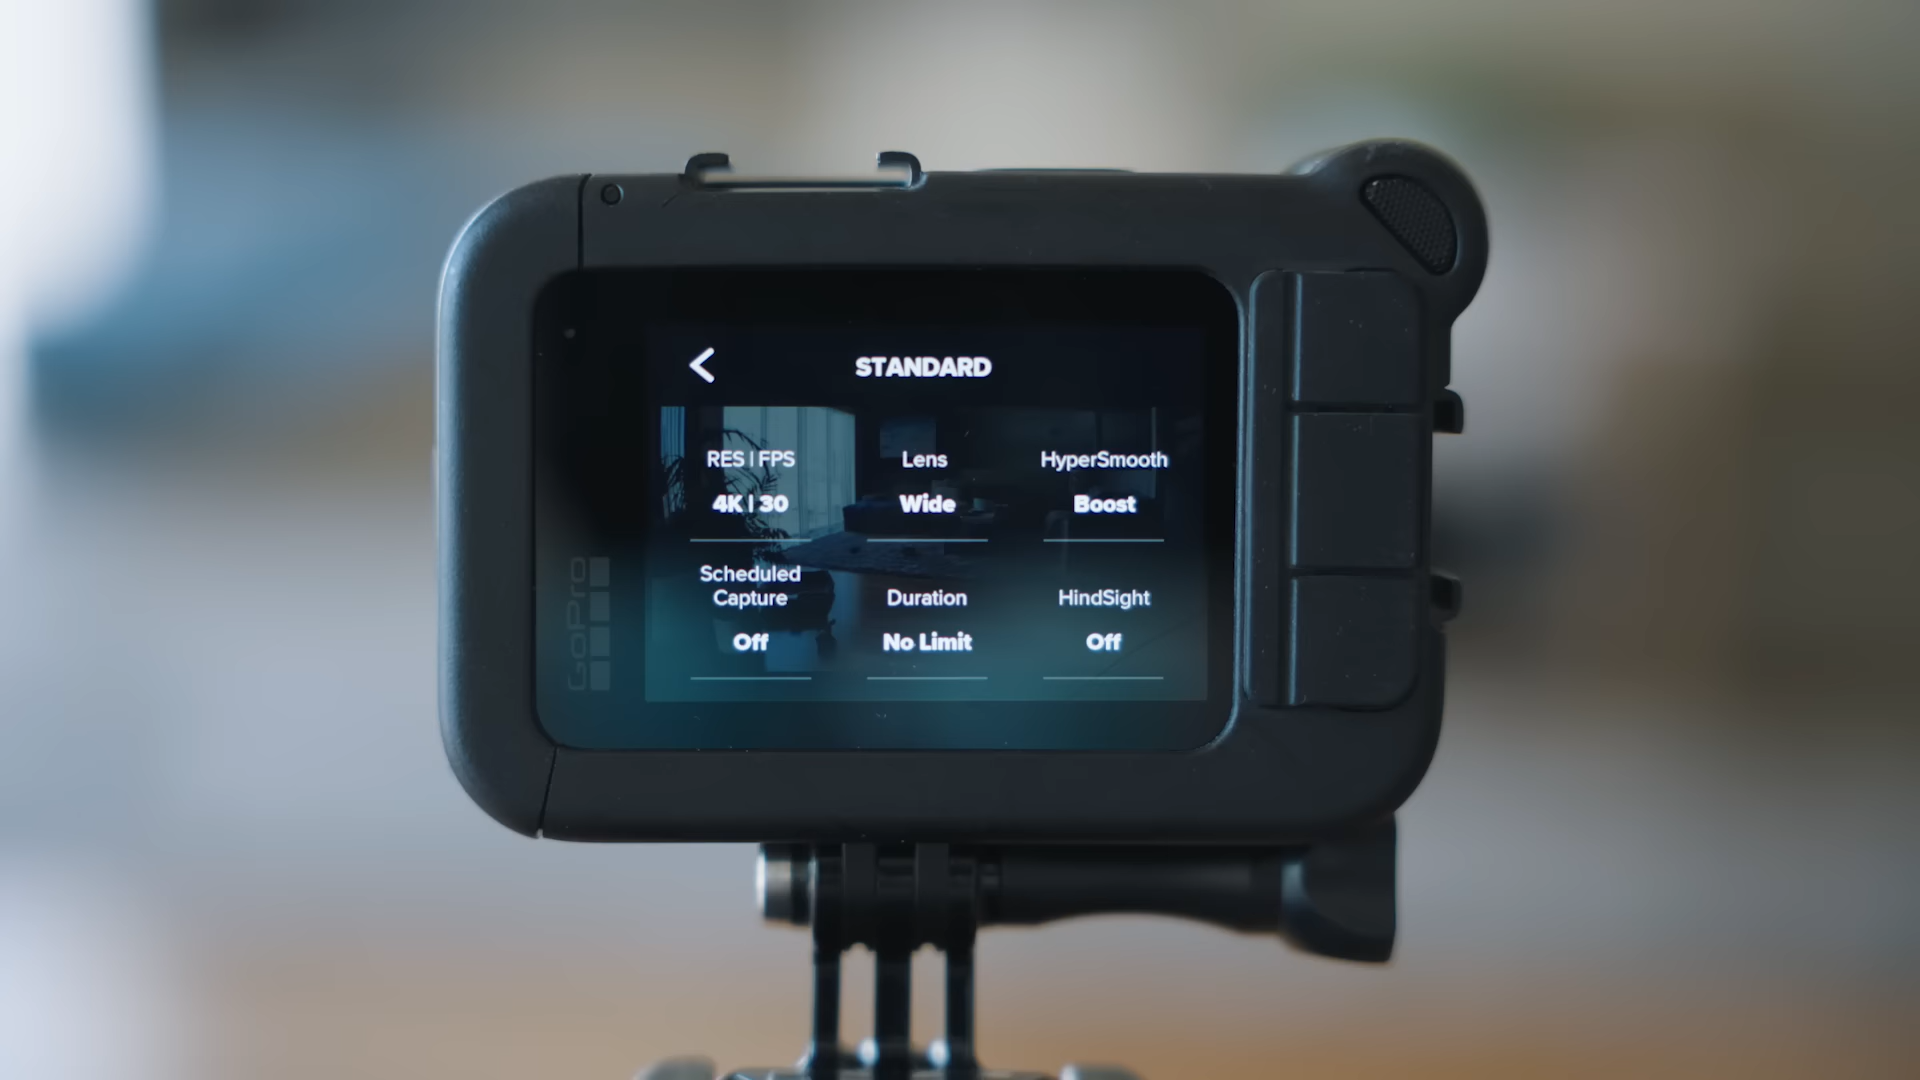 STANDARD
RES | FPS
4K | 30
Lens
Wide
HyperSmooth
Boost
Scheduled
Capture
Off
Duration
No Limit
HindSight
Off
GoPro